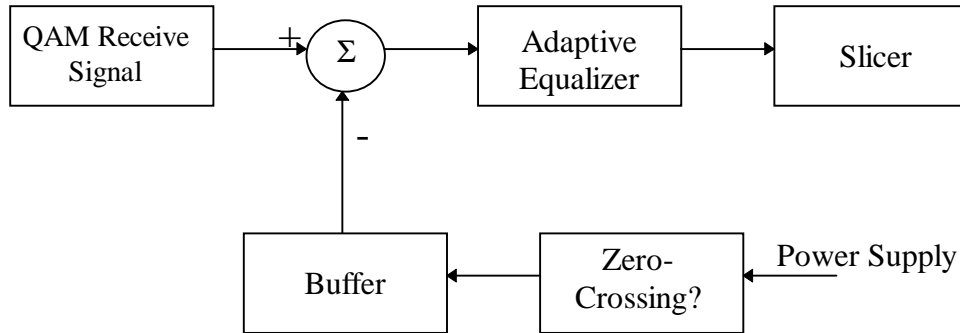 QAM Receive
Signal
+
Σ
Adaptive
Equalizer
Slicer
-
Buffer
Zero-
Crossing?
Power Supply